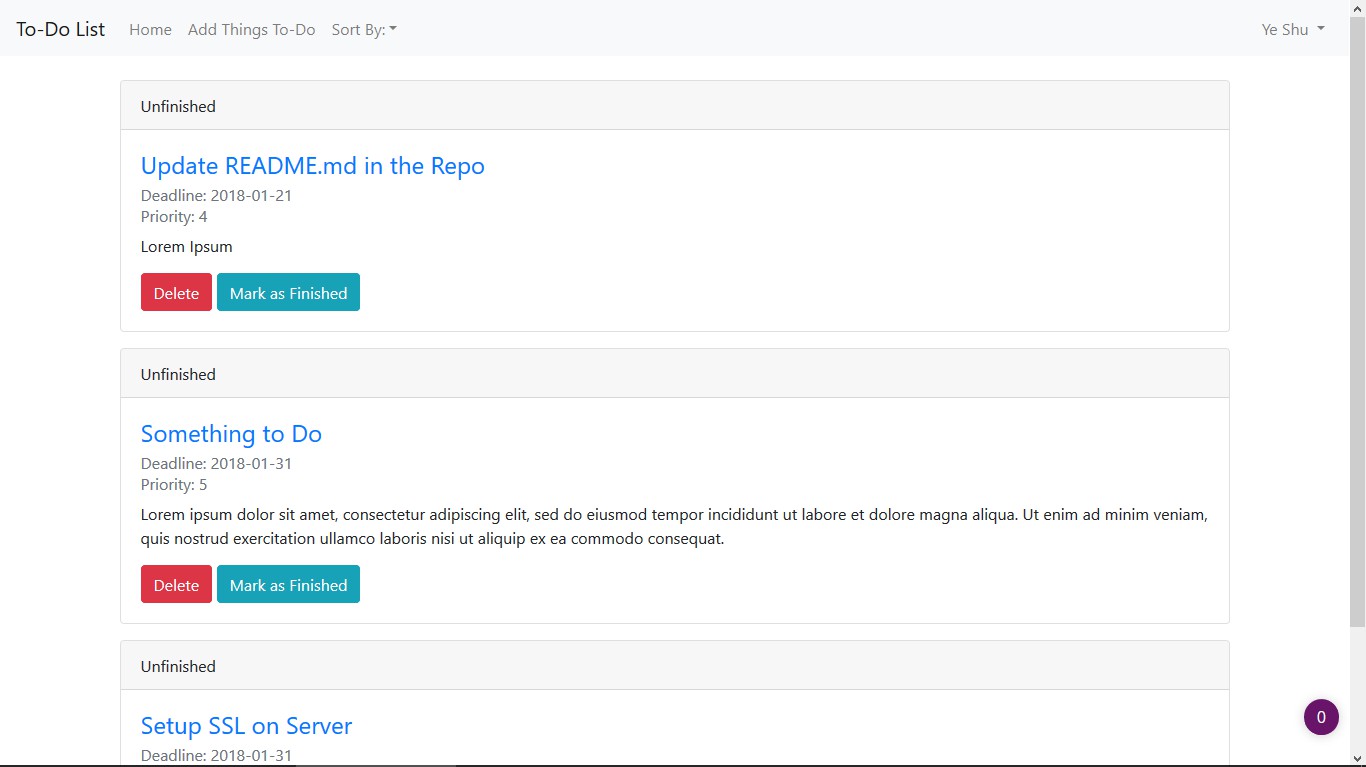 To-Do List Home Add Things To-Do Sort By: Ye Shu
Unfinished
Update README.md in the Repo
Deadline: 2018-01-21
Priority: 4
Lorem Ipsum
Delete Mark as Finished
Unfinished
Something to Do
Deadline: 2018-01-31
Priority: 5
Lorem ipsum dolor sit amet, consectetur adipiscing elit, sed do eiusmod tempor incididunt ut labore et dolore magna aliqua. Ut enim ad minim veniam,
quis nostrud exercitation ullamco laboris nisi ut aliquip ex ea commodo consequat.
Delete Mark as Finished
Unfinished
Setup SSL on Server
0
Deadline: 2018-01-31